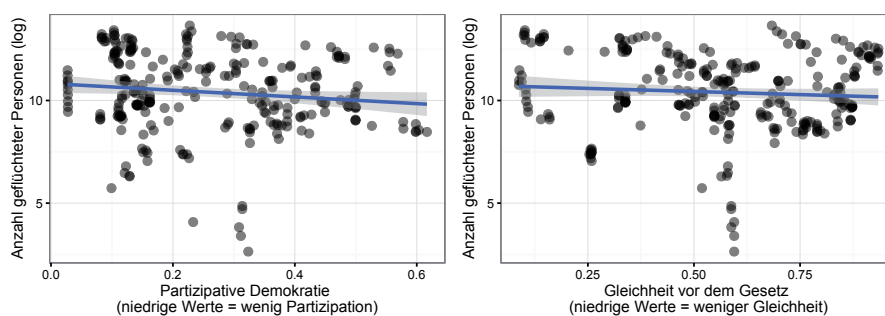 Anzahl geflüchteter Personen (log)
10
5
0.0
0.2
0.4
0.6
Partizipative Demokratie
(niedrige Werte = wenig Partizipation)
Anzahl geflüchteter Personen (log)
10
5
0.25
0.50
0.75
Gleichheit vor dem Gesetz
(niedrige Werte = weniger Gleichheit)